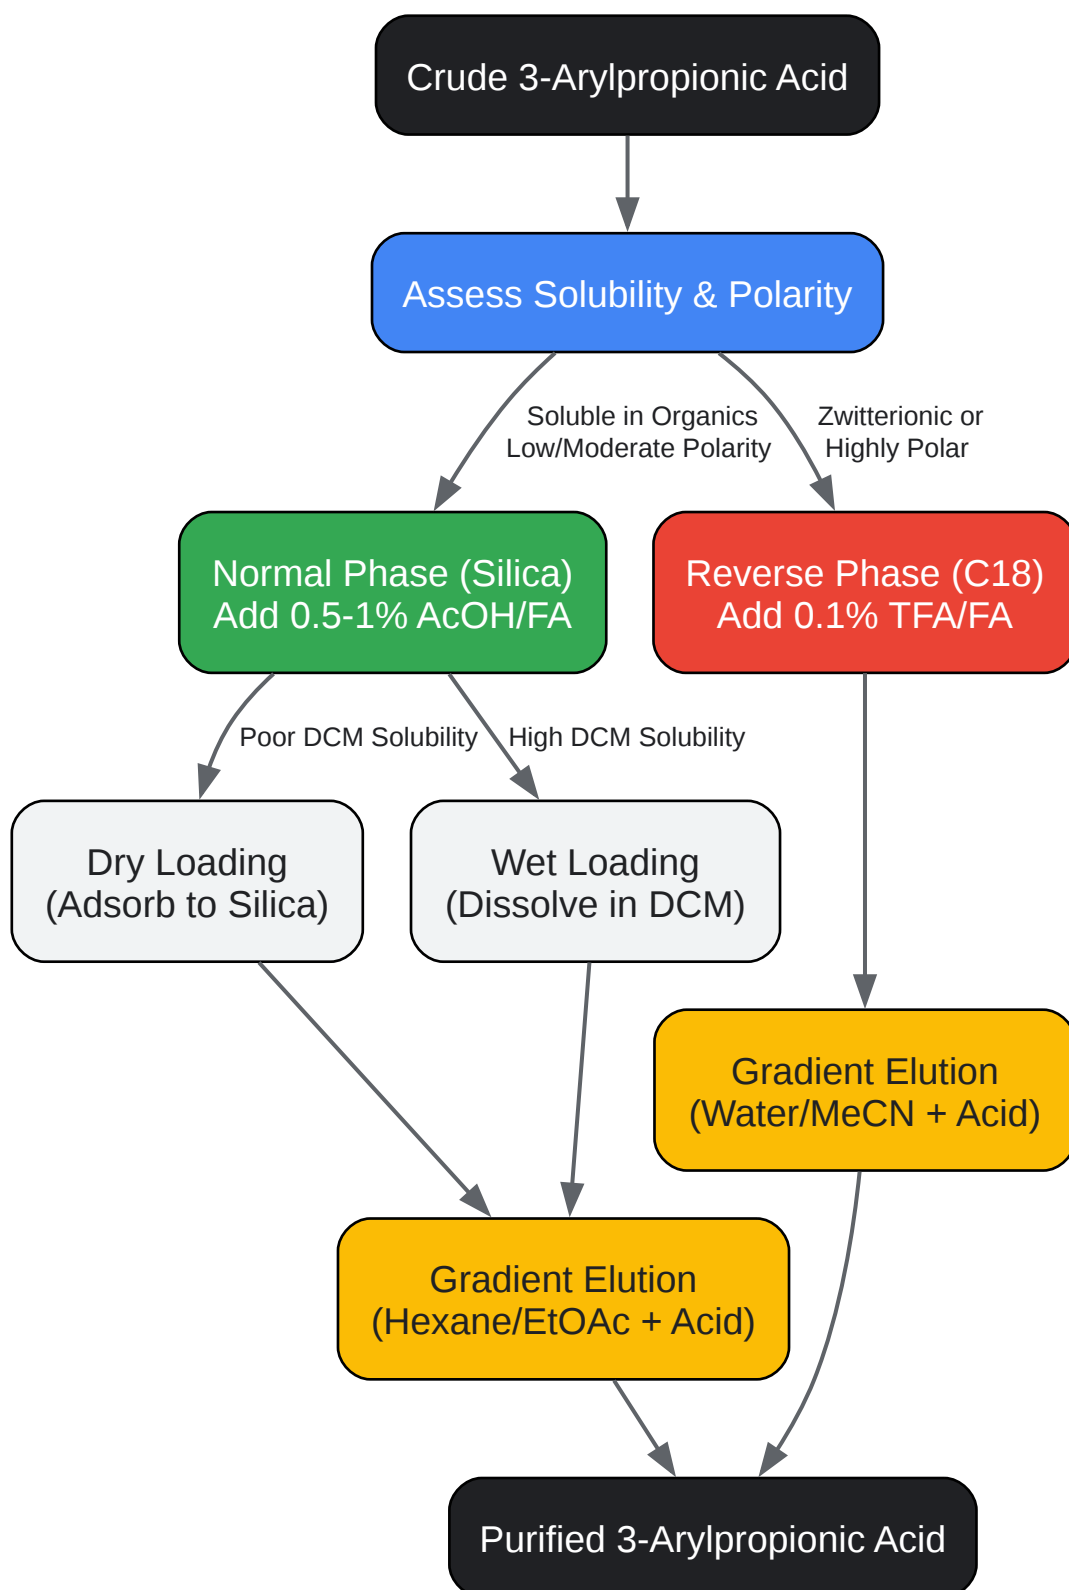 Crude 3-Arylpropionic Acid
Assess Solubility & Polarity
Soluble in Organics
Low/Moderate Polarity
Zwitterionic or
Highly Polar
Normal Phase (Silica)
Add 0.5-1% AcOH/FA
Reverse Phase (C18)
Add 0.1% TFA/FA
Poor DCM Solubility
High DCM Solubility
Dry Loading
(Adsorb to Silica)
Wet Loading
(Dissolve in DCM)
Gradient Elution
(Water/MeCN + Acid)
Gradient Elution
(Hexane/EtOAc + Acid)
Purified 3-Arylpropionic Acid